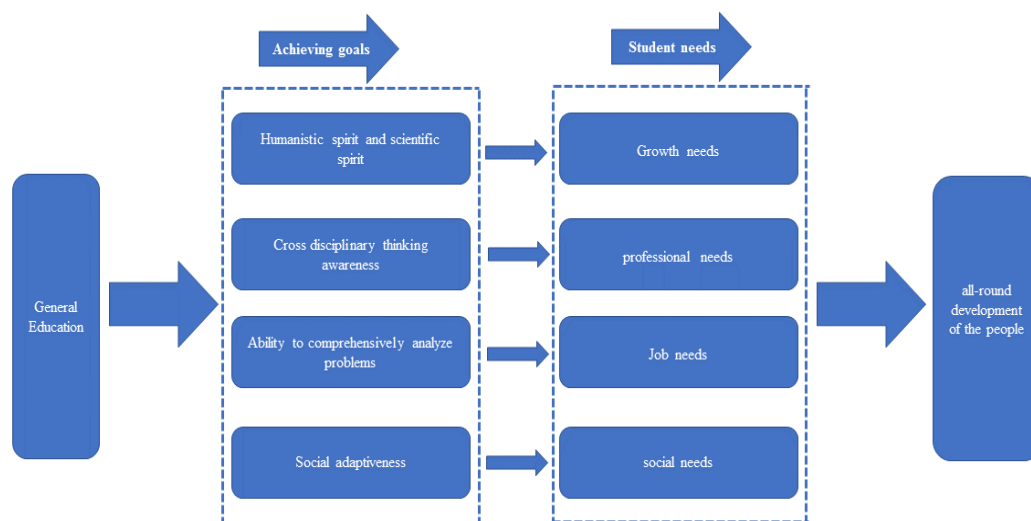 Achieving goals
Student needs
General
Education
Humanistic spirit and scientific
spirit
Growth needs
Cross disciplinary thinking
awareness
professional needs
Ability to comprehensively analyze
problems
Job needs
Social adaptiveness
social needs
all-round
development
of the people